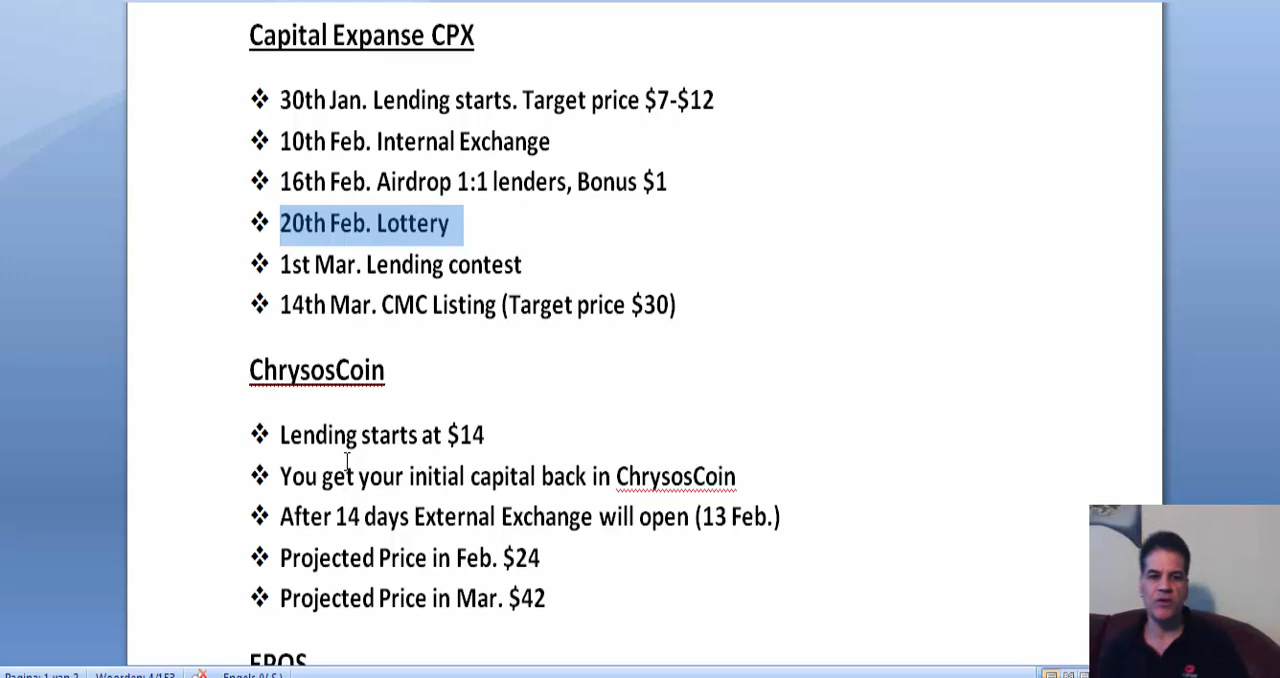 Capital Expanse CPX
30th Jan. Lending starts. Target price $7-$12
10th Feb. Internal Exchange
16th Feb. Airdrop 1:1 lenders, Bonus $1
20th Feb. Lottery
1st Mar. Lending contest
14th Mar. CMC Listing (Target price $30)
ChrysosCoin
Lending starts at $14
You get your initial capital back in ChrysosCoin
After 14 days External Exchange will open (13 Feb.)
Projected Price in Feb. $24
Projected Price in Mar. $42